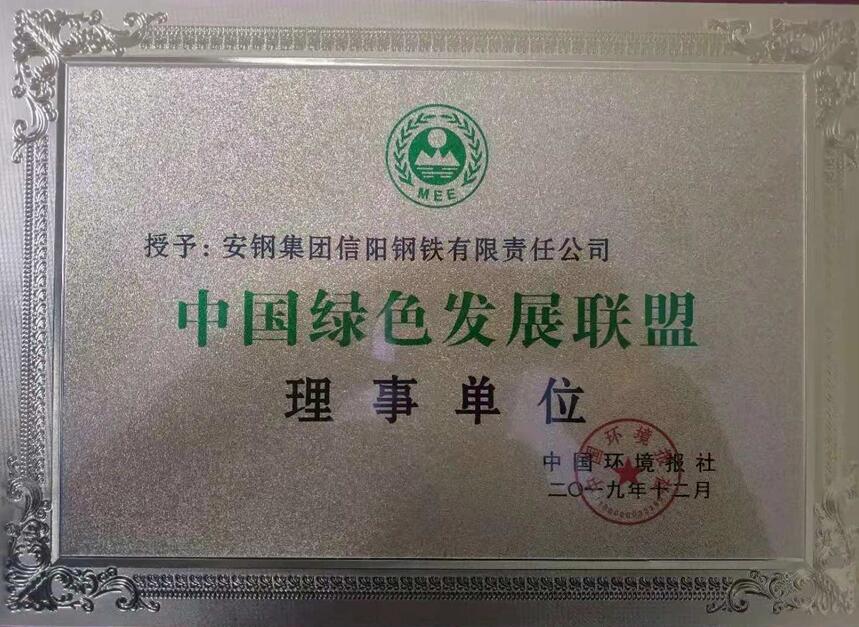 MEE
授予：安钢集团信阳钢铁有限责任公司
中国绿色发展联盟
理事单位
中国环境报社
二〇一九年十二月